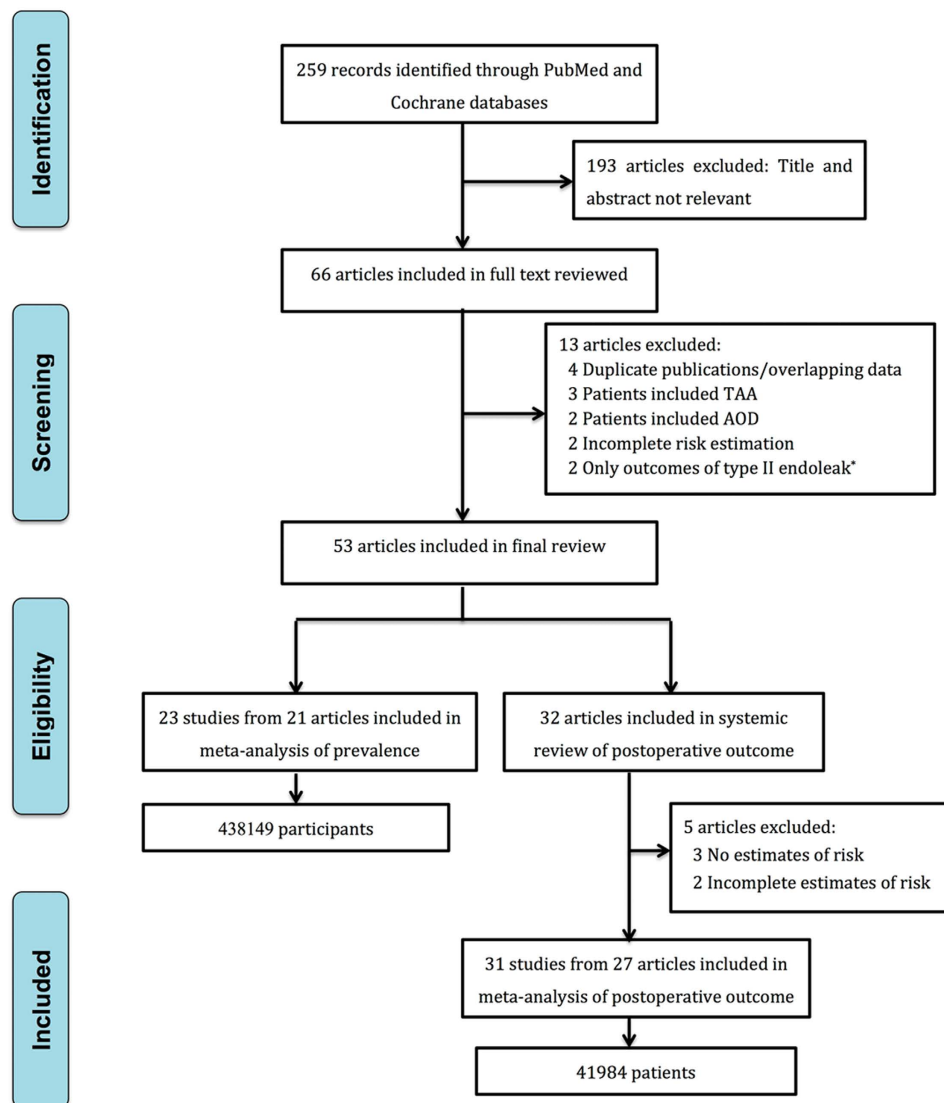 Identification
259 records identified through PubMed and
Cochrane databases
193 articles excluded: Title and
abstract not relevant
66 articles included in full text reviewed
Screening
13 articles excluded:
4 Duplicate publications/overlapping data
3 Patients included TAA
2 Patients included AOD
2 Incomplete risk estimation
2 Only outcomes of type II endoleak*
53 articles included in final review
Eligibility
23 studies from 21 articles included in
meta-analysis of prevalence
32 articles included in systemic
review of postoperative outcome
438149 participants
5 articles excluded:
3 No estimates of risk
2 Incomplete estimates of risk
Included
31 studies from 27 articles included in
meta-analysis of postoperative outcome
41984 patients